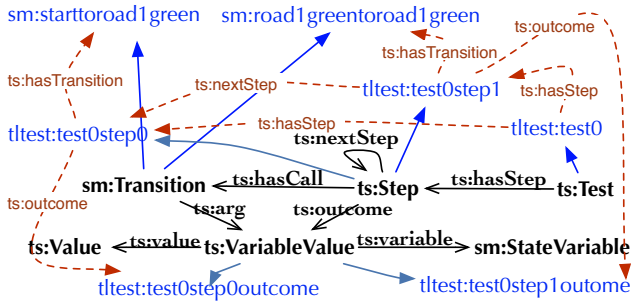 sm:starttoroad1green sm:road1greentoroad1green
ts:outcome
ts:hasTransition ts:hasTransition
ts:nextStep tltest:test0step1 ts:hasStep
tltest:test0step0 ts:hasStep tltest:test0
ts:nextStep
sm:Transition ts:hasCall ts:Step ts:hasStep ts:Test
ts:outcome ts:arg ts:outcome
ts:Value ts:value ts:VariableValue ts:variable sm:StateVariable
tltest:test0step0outcome tltest:test0step1outome